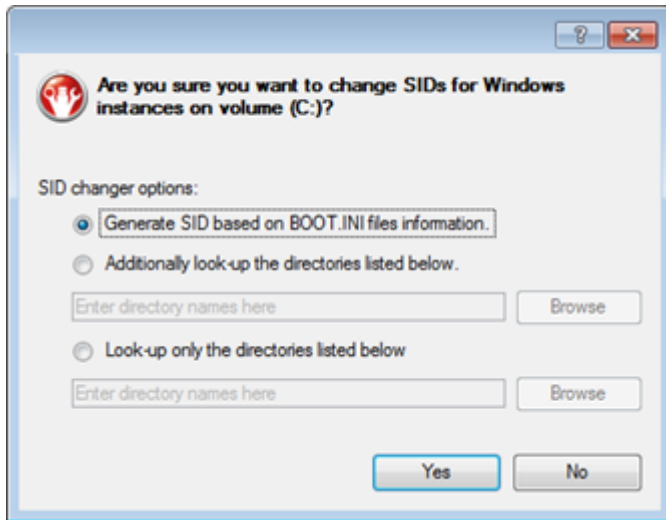 Are you sure you want to change SIDs for Windows
instances on volume (C:)?
SID changer options:
Generate SID based on BOOT.INI files information.
Additionally look-up the directories listed below.
Enter directory names here
Browse
Look-up only the directories listed below
Enter directory names here
Browse
Yes
No